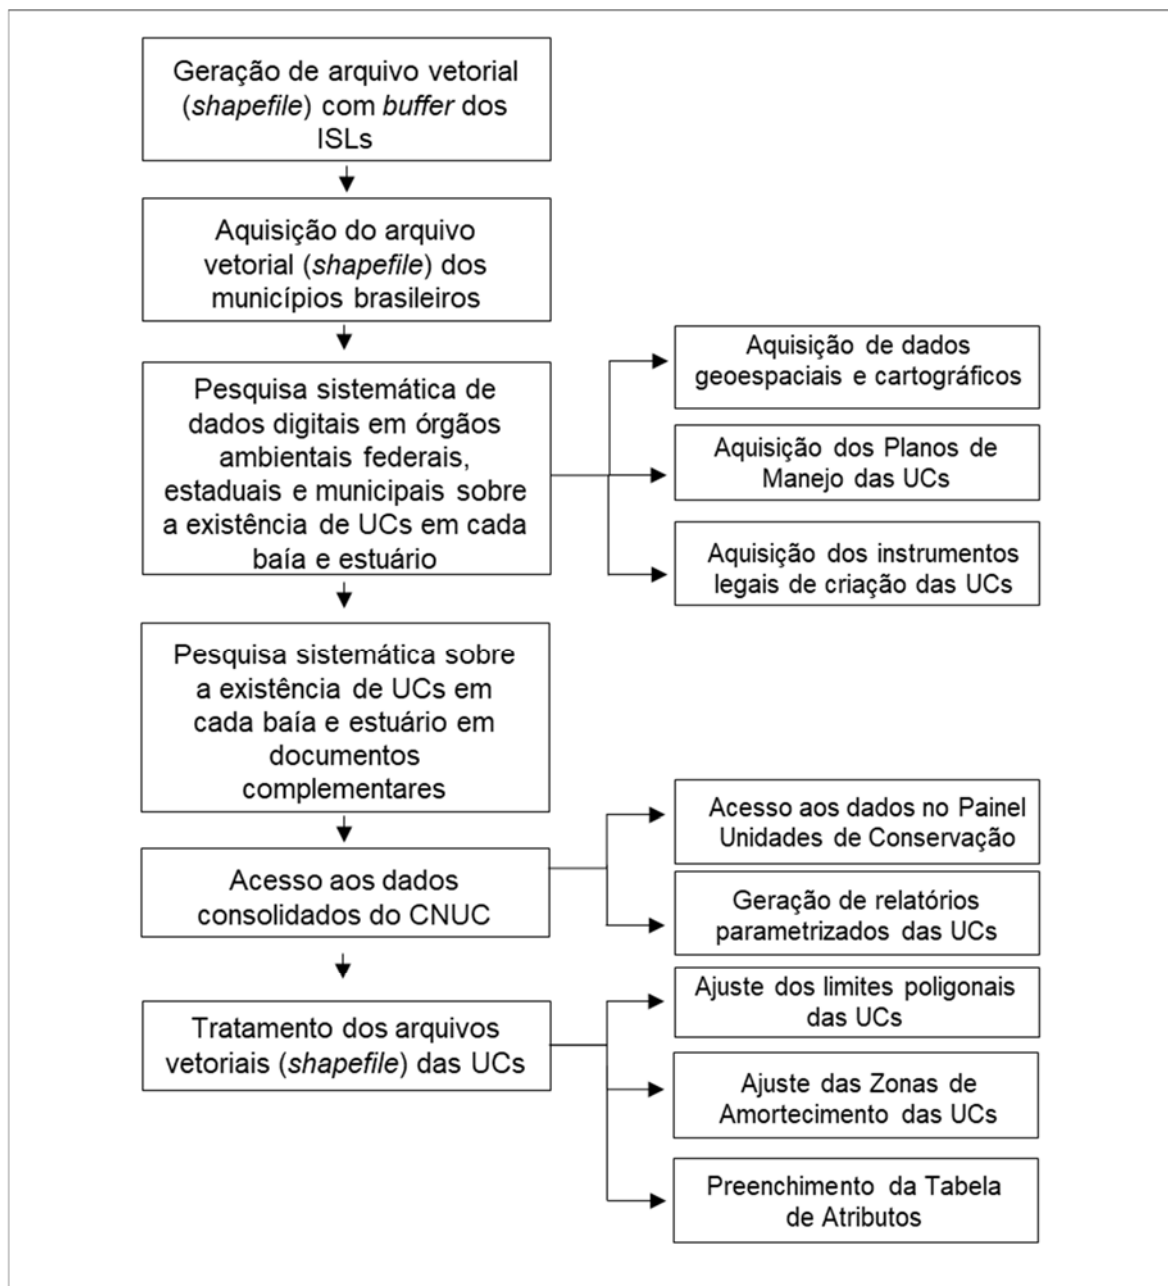 Geração de arquivo vetorial
(shapefile) com buffer dos
ISLs
Aquisição do arquivo
vetorial (shapefile) dos
municípios brasileiros
Pesquisa sistemática de
dados digitais em órgãos
ambientais federais,
estaduais e municipais sobre
a existência de UCs em cada
baía e estuário
Aquisição de dados
geoespaciais e cartográficos
Aquisição dos Planos de
Manejo das UCs
Aquisição dos instrumentos
legais de criação das UCs
Pesquisa sistemática sobre
a existência de UCs em
cada baía e estuário em
documentos
complementares
Acesso aos dados
consolidados do CNUC
Acesso aos dados no Painel
Unidades de Conservação
Geração de relatórios
parametrizados das UCs
Tratamento dos arquivos
vetoriais (shapefile) das UCs
Ajuste dos limites poligonais
das UCs
Ajuste das Zonas de
Amortecimento das UCs
Preenchimento da Tabela
de Atributos